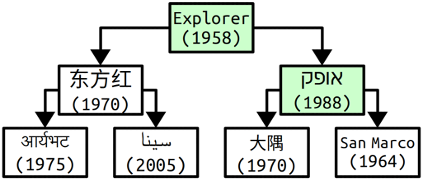 Explorer
(1958)
东方红
(1970)
אופק
(1988)
आर्यभट
(1975)
سينا
(2005)
大隅
(1970)
San Marco
(1964)